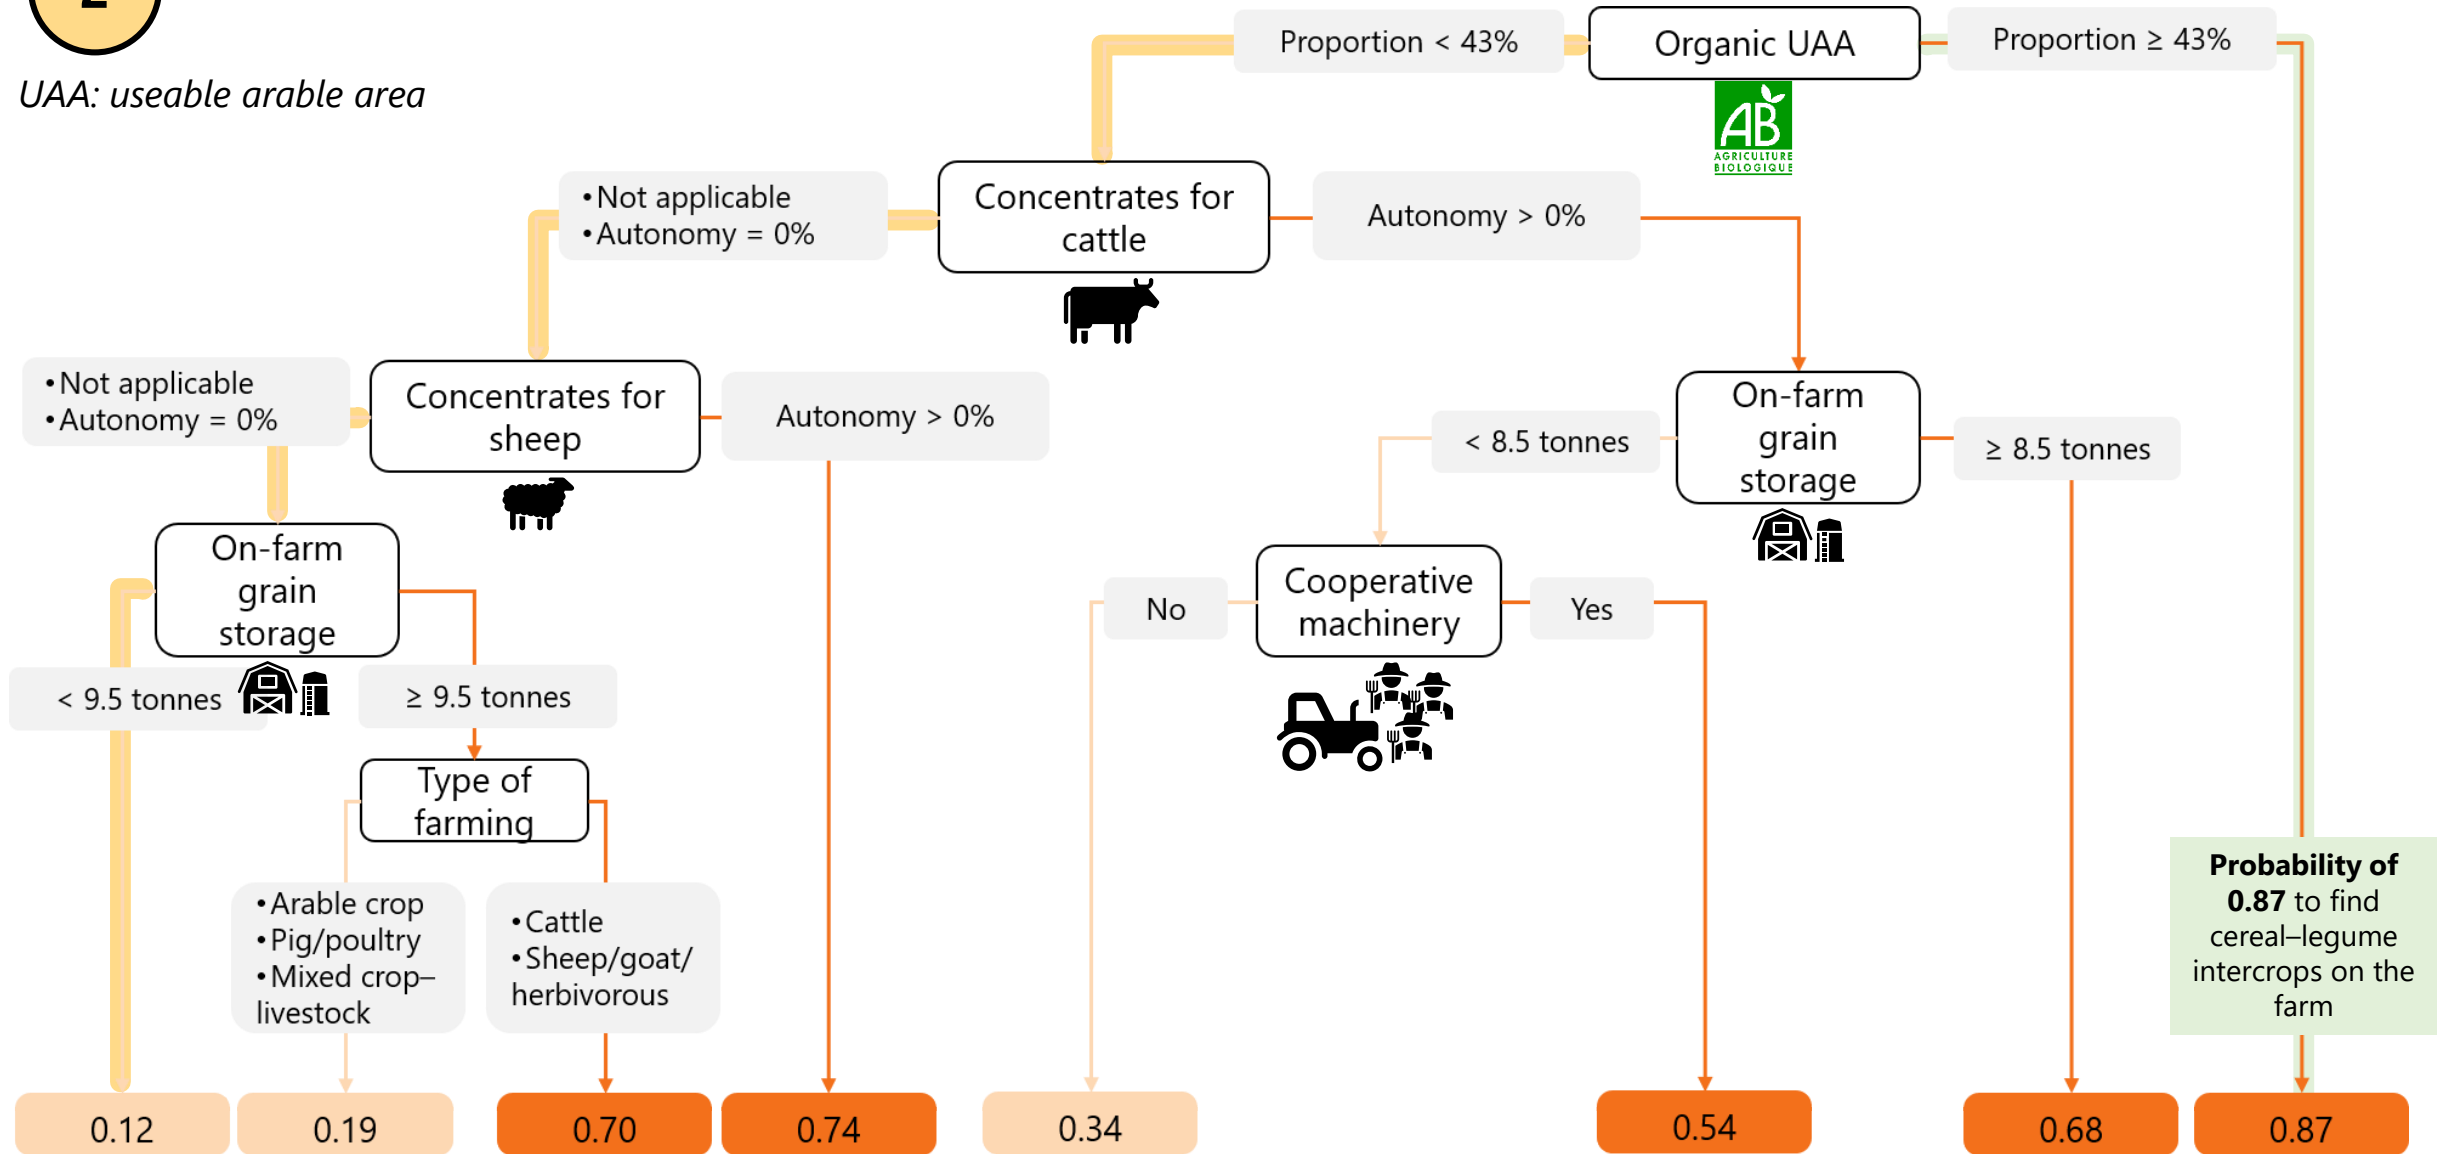 UAA: useable arable area
Proportion < 43%
Organic UAA
Proportion ≥ 43%
AB
AGRICULTURE
BIOLOGIQUE
•Not applicable
•Autonomy = 0%
Concentrates for
cattle
Autonomy > 0%
•Not applicable
•Autonomy = 0%
Concentrates for
sheep
Autonomy > 0%
< 8.5 tonnes
On-farm
grain
storage
≥ 8.5 tonnes
On-farm
grain
storage
No
Cooperative
machinery
Yes
< 9.5 tonnes
≥ 9.5 tonnes
Type of
farming
•Arable crop
•Pig/poultry
•Mixed crop–
livestock
•Cattle
•Sheep/goat/
herbivorous
Probability of
0.87 to find
cereal–legume
intercrops on the
farm
0.12
0.19
0.70
0.74
0.34
0.54
0.68
0.87